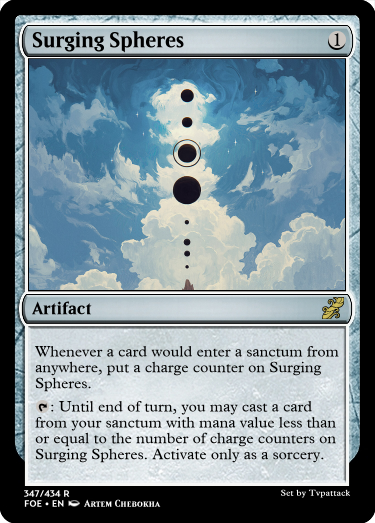 Surging Spheres 1
Artifact
Whenever a card would enter a sanctum from
anywhere, put a charge counter on Surging
Spheres.
: Until end of turn, you may cast a card
from your sanctum with mana value less than
or equal to the number of charge counters on
Surging Spheres. Activate only as a sorcery.
347/434 R
FOE • EN Artem Chebokha
Set by Tvpattack